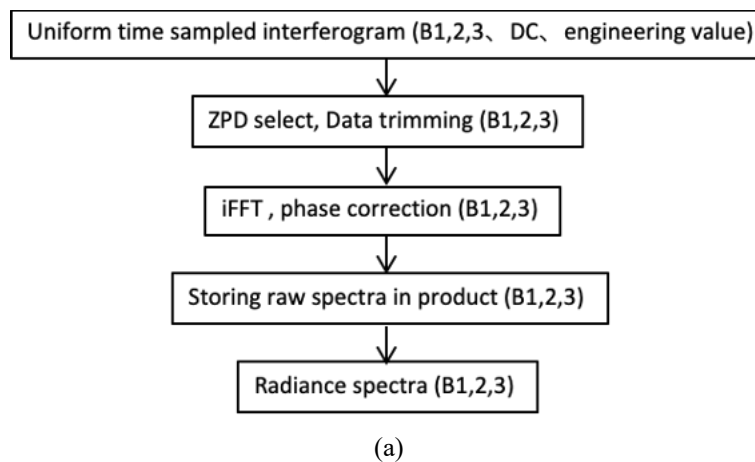 Uniform time sampled interferogram (B1,2,3、 DC、 engineering value)
ZPD select, Data trimming (B1,2,3)
iFFT , phase correction (B1,2,3)
Storing raw spectra in product (B1,2,3)
Radiance spectra (B1,2,3)
(a)